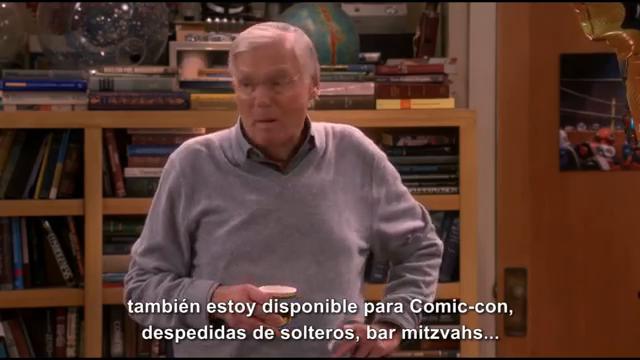 también estoy disponible para Comic-con,
despedidas de solteros, bar mitzvahs...